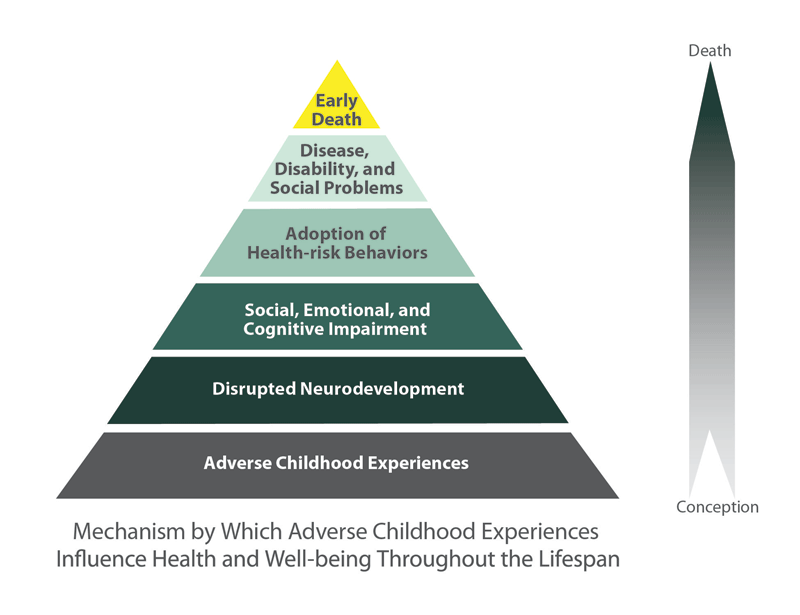 Death
Early
Death
Disease,
Disability, and
Social Problems
Adoption of
Health-risk Behaviors
Social, Emotional, and
Cognitive Impairment
Disrupted Neurodevelopment
Adverse Childhood Experiences
Conception
Mechanism by Which Adverse Childhood Experiences
Influence Health and Well-being Throughout the Lifespan